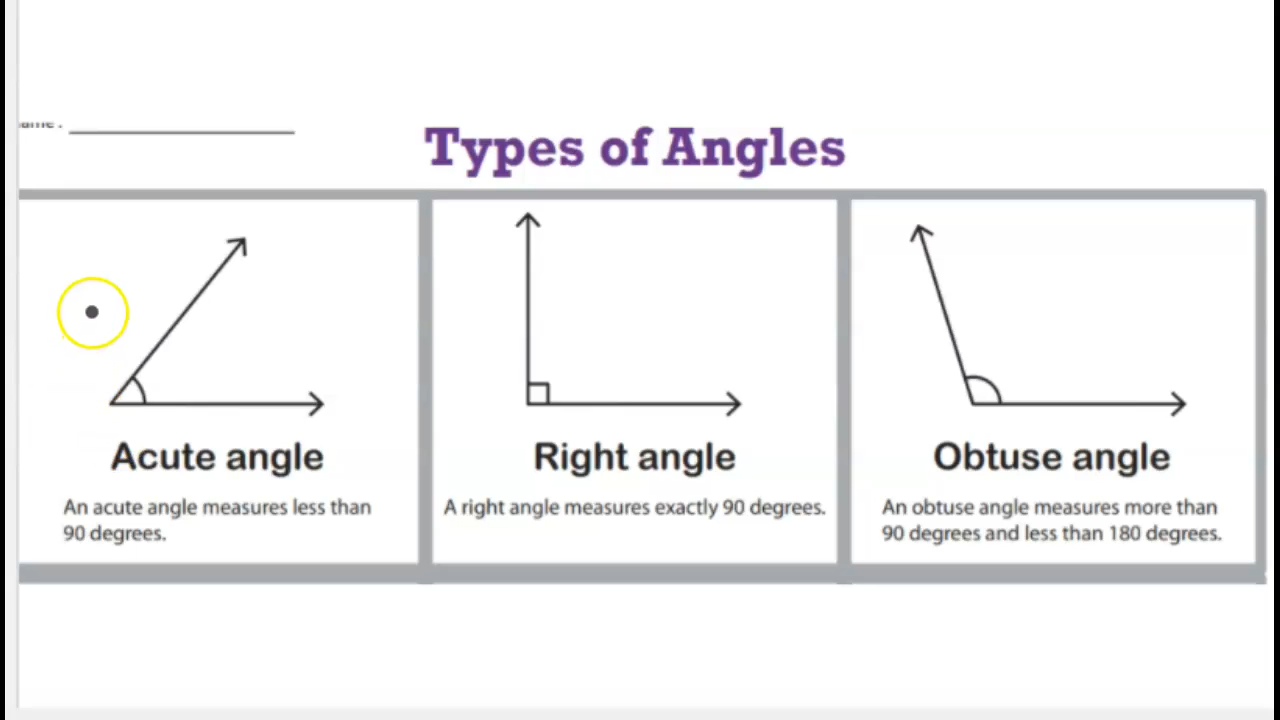 Types of Angles
Acute angle
An acute angle measures less than
90 degrees.
Right angle
A right angle measures exactly 90 degrees.
Obtuse angle
An obtuse angle measures more than
90 degrees and less than 180 degrees.